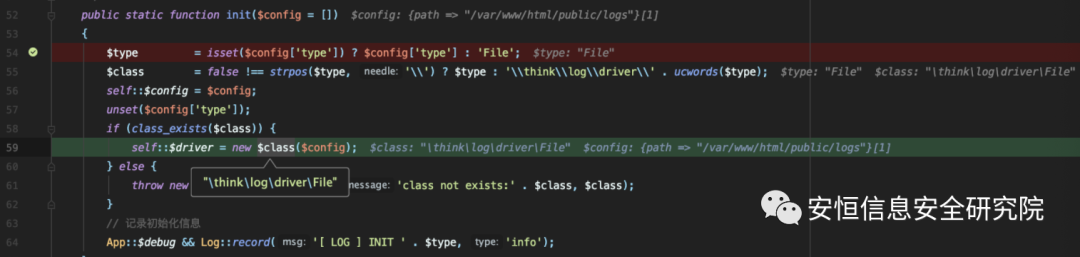 52 public static function init($config = []) $config: {path => "/var/www/html/public/logs"}[1]
53 {
54 $type = isset($config['type']) ? $config['type'] : 'File'; $type: "File"
55 $class = false !== strpos($type, needle: '\\') ? $type : '\\think\\log\\driver\\' . ucwords($type); $type: "File" $class: "\think\log\driver\File"
56 self::$config = $config;
57 unset($config['type']);
58 if (class_exists($class)) {
59 self::$driver = new $class($config); $class: "\think\log\driver\File" $config: {path => "/var/www/html/public/logs"}[1]
60 } else {
"\think\log\driver\File"
61 throw new message: 'class not exists:' . $class, $class);
62 }
63 // 记录初始化信息
64 App::$debug && Log::record( msg: '[ LOG ] INIT ' . $type, type: 'info');
安恒信息安全研究院